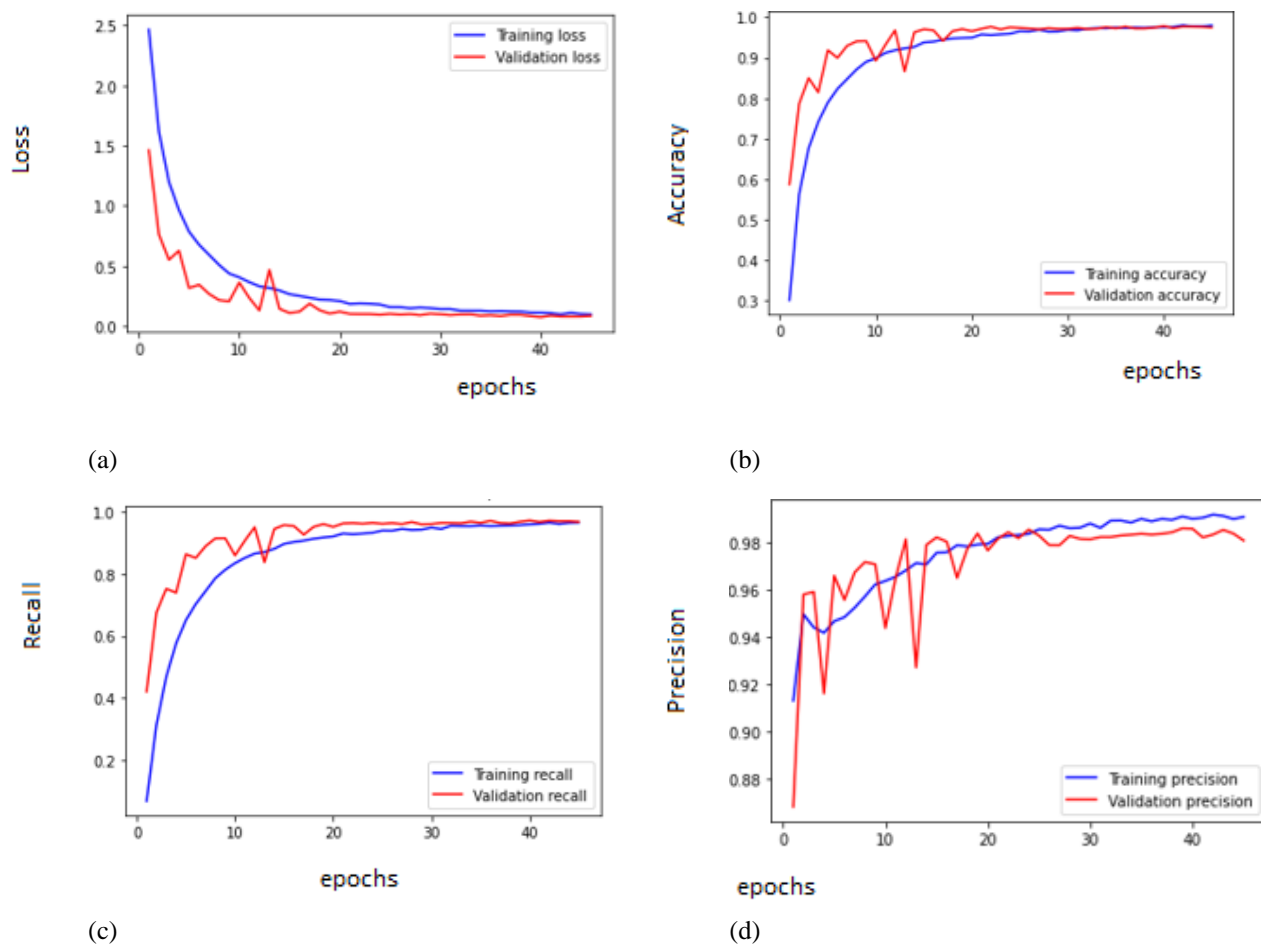 2.5
2.0
1.5
1.0
0.5
0.0
Loss
Training loss
Validation loss
0 10 20 30 40
epochs
(a)
1.0
0.9
0.8
0.7
0.6
0.5
0.4
0.3
Accuracy
Training accuracy
Validation accuracy
0 10 20 30 40
epochs
(b)
1.0
0.8
0.6
0.4
0.2
Recall
Training recall
Validation recall
0 10 20 30 40
epochs
(c)
0.98
0.96
0.94
0.92
0.90
0.88
Precision
Training precision
Validation precision
0 10 20 30 40
epochs
(d)